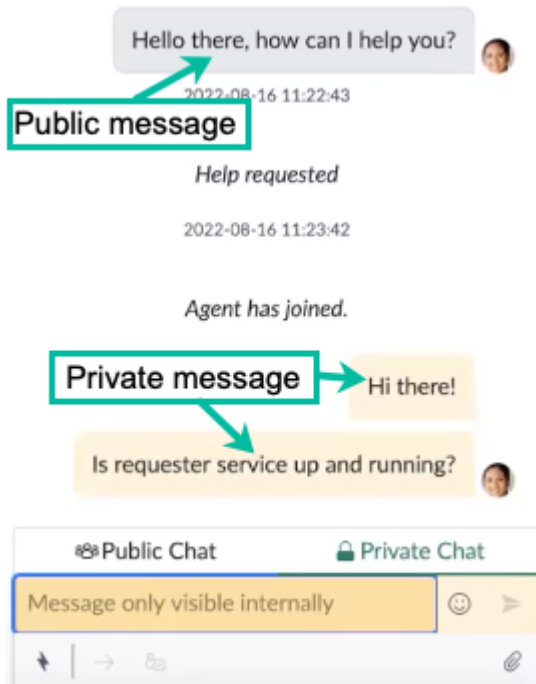 Hello there, how can I help you?
2022-08-16 11:22:43
Public message
Help requested
2022-08-16 11:23:42
Agent has joined.
Private message
Hi there!
Is requester service up and running?
Public Chat
Private Chat
Message only visible internally